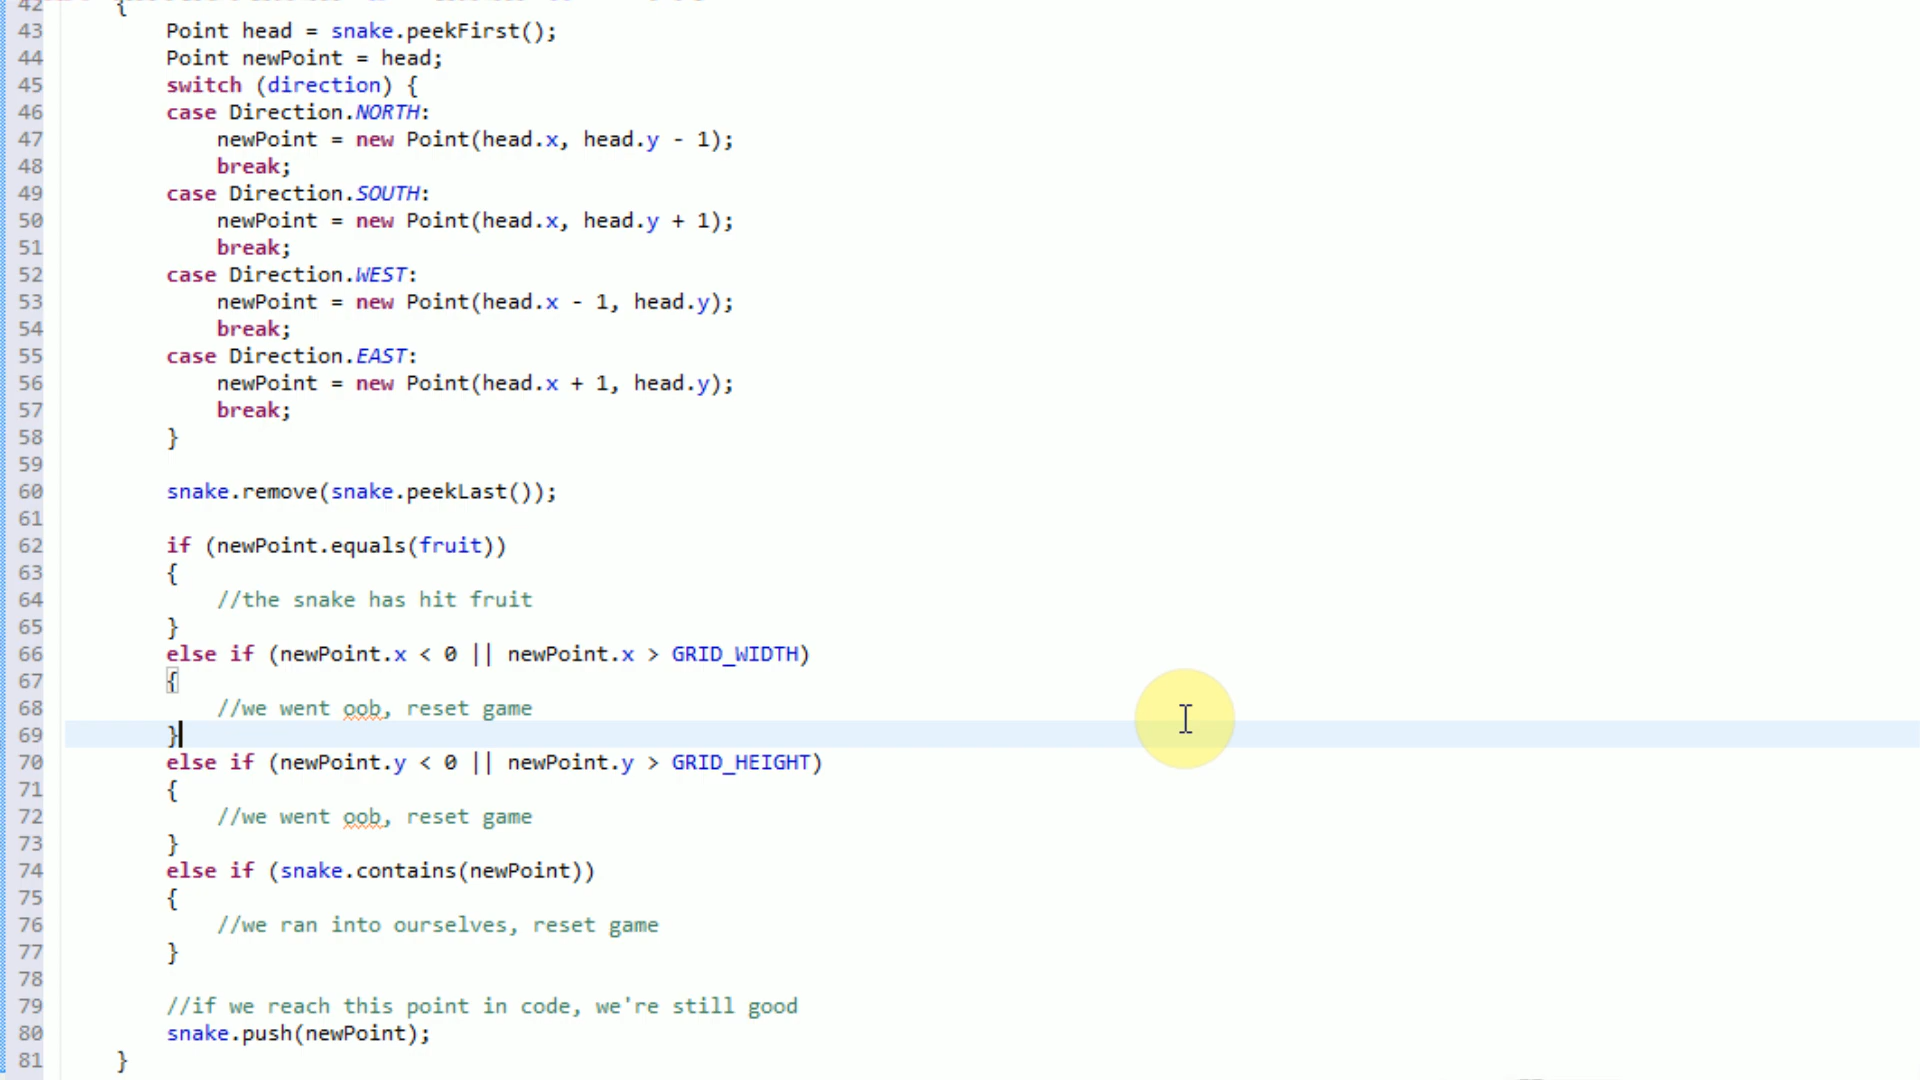 42 {
43 Point head = snake.peekFirst();
44 Point newPoint = head;
45 switch (direction) {
46 case Direction.NORTH:
47 newPoint = new Point(head.x, head.y - 1);
48 break;
49 case Direction.SOUTH:
50 newPoint = new Point(head.x, head.y + 1);
51 break;
52 case Direction.WEST:
53 newPoint = new Point(head.x - 1, head.y);
54 break;
55 case Direction.EAST:
56 newPoint = new Point(head.x + 1, head.y);
57 break;
58 }
59
60 snake.remove(snake.peekLast());
61
62 if (newPoint.equals(fruit))
63 {
64 //the snake has hit fruit
65 }
66 else if (newPoint.x < 0 || newPoint.x > GRID_WIDTH)
67 {
68 //we went oob, reset game
69 }
70 else if (newPoint.y < 0 || newPoint.y > GRID_HEIGHT)
71 {
72 //we went oob, reset game
73 }
74 else if (snake.contains(newPoint))
75 {
76 //we ran into ourselves, reset game
77 }
78
79 //if we reach this point in code, we're still good
80 snake.push(newPoint);
81 }